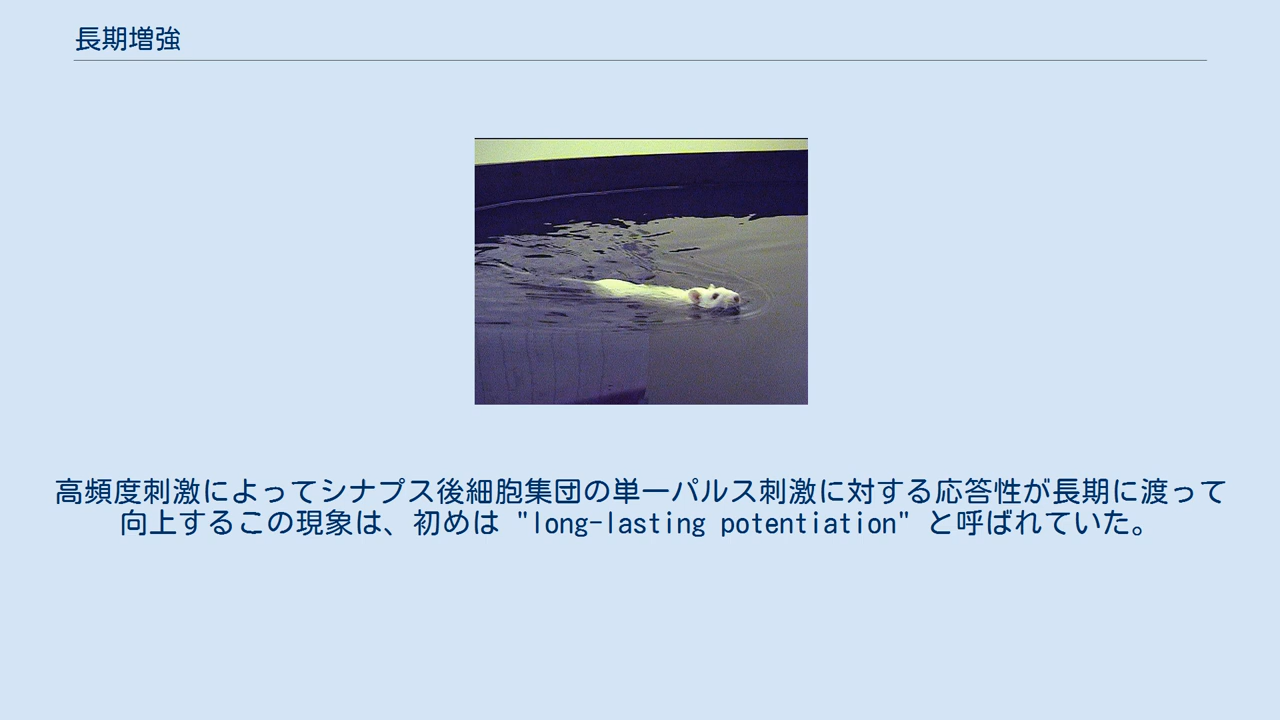 長期増強
高頻度刺激によってシナプス後細胞集団の単一パルス刺激に対する応答性が長期に渡って
向上するこの現象は、初めは "long-lasting potentiation" と呼ばれていた。